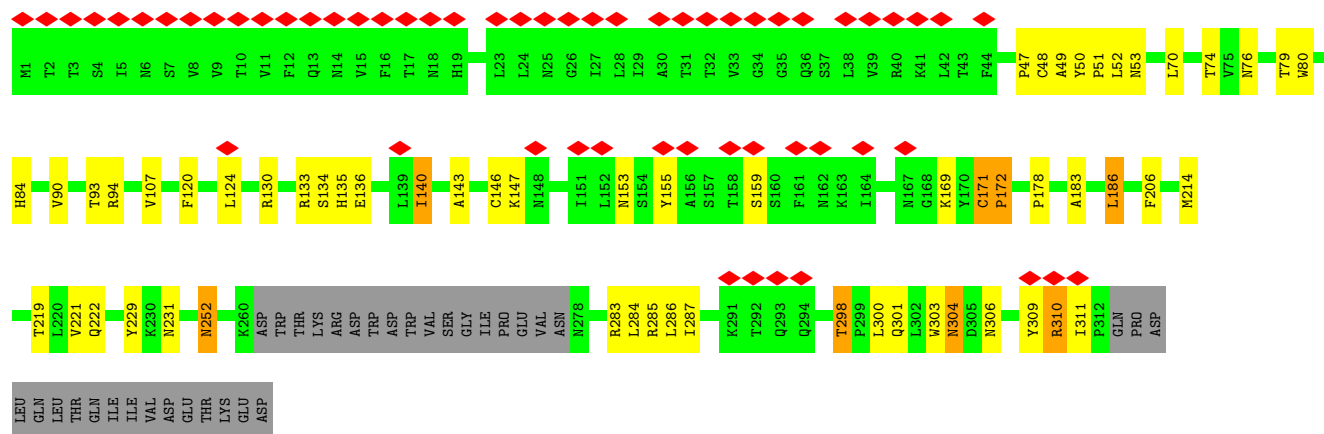 M1 T2 T3 S4 I5 N6 S7 V8 V9 T10 V11 F12 Q13 N14 V15 F16 T17 N18 H19 L23 L24 N25 G26 I27 L28 I29 A30 T31 T32 V33 G34 G35 Q36 S37 L38 V39 R40 K41 L42 T43 F44 P47 C48 A49 Y50 P51 L52 N53 L70 T74 V75 N76 T79 W80
H84 V90 T93 R94 V107 F120 L124 R130 R133 S134 H135 E136 L139 I140 A143 C146 K147 N148 I151 L152 N153 S154 Y155 A156 S157 T158 S159 S160 F161 N162 K163 I164 N167 G168 K169 Y170 C171 P172 P178 A183 L186 F206 M214
T219 L220 V221 Q222 Y229 K230 N231 N252 K260 ASP TRP THR THR LYS ARG ASP TRP ASP TRP VAL SER GLY ILE PRO GLU VAL ASN N278 R283 L284 R285 L286 I287 K291 T292 Q293 Q294 T298 P299 L300 Q301 L302 W303 N304 D305 N306 Y309 R310 I311 P312 GLN PRO ASP
LEU GLN LEU THR GLN ILE ILE VAL ASP GLU THR LYS GLU ASP